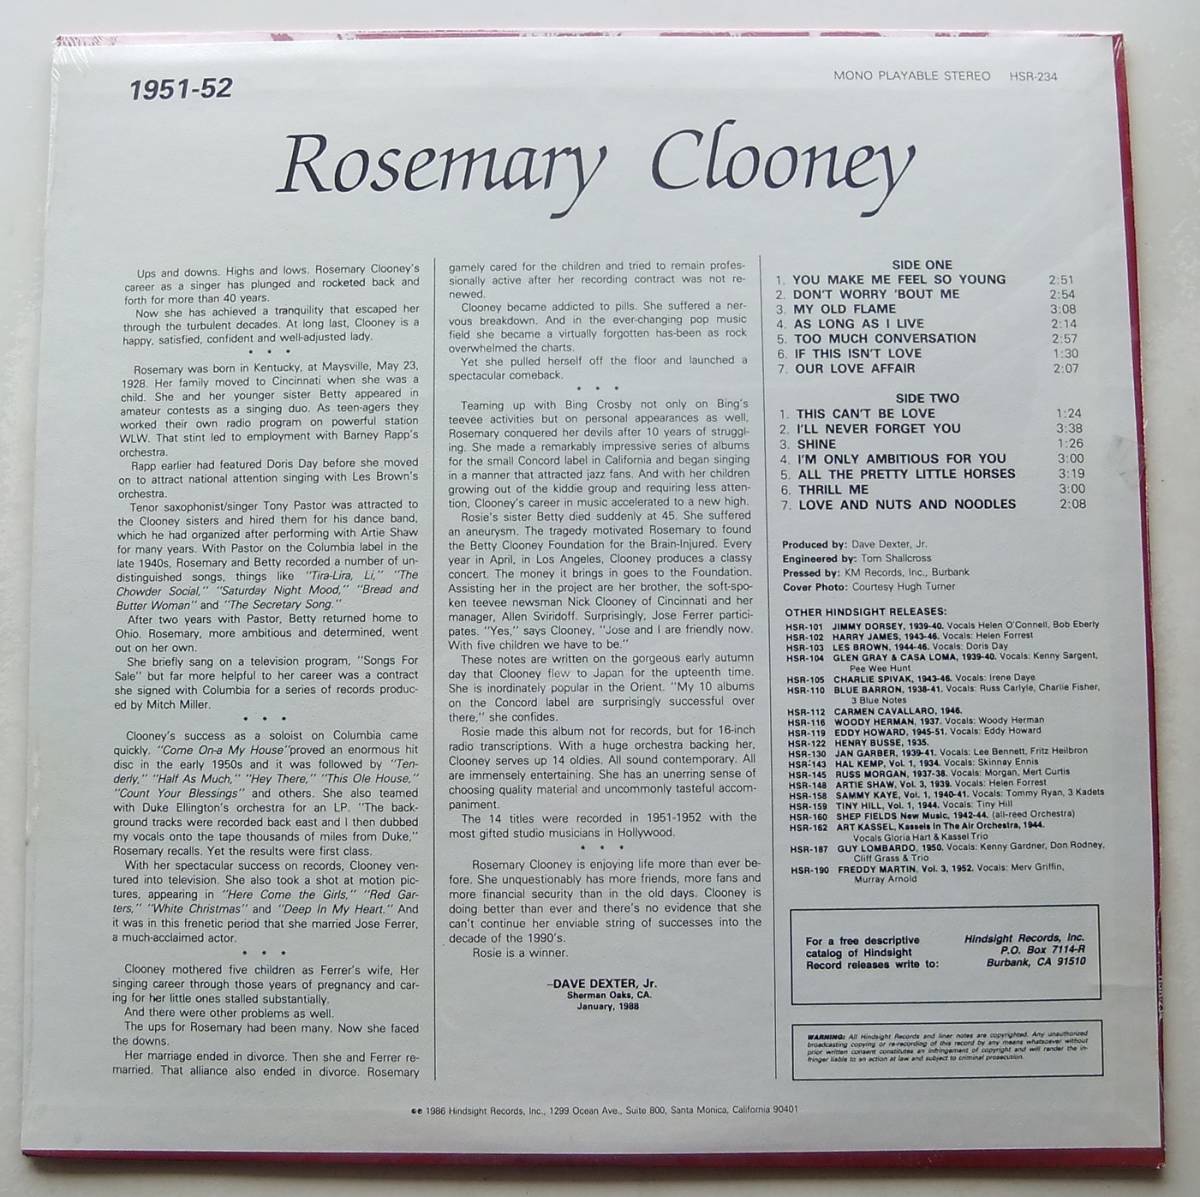 1951-52
MONO PLAYABLE STEREO HSR-234
Rosemary Clooney
Ups and downs. Highs and lows. Rosemary Clooney's
career as a singer has plunged and rocketed back and
forth for more than 40 years.
Now she has achieved a tranquility that escaped her
through the turbulent decades. At long last, Clooney is a
happy, satisfied, confident and well-adjusted lady.
* * *
Rosemary was born in Kentucky, at Maysville, May 23,
1928. Her family moved to Cincinnati when she was a
child. She and her younger sister Betty appeared in
amateur contests as a singing duo. As teen-agers they
worked their own radio program on powerful station
WLW. That stint led to employment with Barney Rapp's
orchestra.
Rapp earlier had featured Doris Day before she moved
on to attract national attention singing with Les Brown's
orchestra.
Tenor saxophonist/singer Tony Pastor was attracted to
the Clooney sisters and hired them for his dance band,
which he had organized after performing with Artie Shaw
for many years. With Pastor on the Columbia label in the
late 1940s, Rosemary and Betty recorded a number of un-
distinguished songs, things like "Tira-Lira, Li," "The
Chowder Social," "Saturday Night Mood," "Bread and
Butter Woman" and "The Secretary Song."
After two years with Pastor, Betty returned home to
Ohio. Rosemary, more ambitious and determined, went
out on her own.
She briefly sang on a television program, "Songs For
Sale" but far more helpful to her career was a contract
she signed with Columbia for a series of records produc-
ed by Mitch Miller.
* * *
Clooney's success as a soloist on Columbia came
quickly. "Come On-a My House"proved an enormous hit
disc in the early 1950s and it was followed by "Ten-
derly," "Half As Much," "Hey There," "This Ole House,"
"Count Your Blessings" and others. She also teamed
with Duke Ellington's orchestra for an LP. "The back-
ground tracks were recorded back east and I then dubbed
my vocals onto the tape thousands of miles from Duke,"
Rosemary recalls. Yet the results were first class.
With her spectacular success on records, Clooney ven-
tured into television. She also took a shot at motion pic-
tures, appearing in "Here Come the Girls," "Red Gar-
ters," "White Christmas" and "Deep In My Heart." And
it was in this frenetic period that she married Jose Ferrer,
a much-acclaimed actor.
* * *
Clooney mothered five children as Ferrer's wife, Her
singing career through those years of pregnancy and car-
ing for her little ones stalled substantially.
And there were other problems as well.
The ups for Rosemary had been many. Now she faced
the downs.
Her marriage ended in divorce. Then she and Ferrer re-
married. That alliance also ended in divorce. Rosemary
gamely cared for the children and tried to remain profes-
sionally active after her recording contract was not re-
newed.
Clooney became addicted to pills. She suffered a ner-
vous breakdown. And in the ever-changing pop music
field she became a virtually forgotten has-been as rock
overwhelmed the charts.
Yet she pulled herself off the floor and launched a
spectacular comeback.
* * *
Teaming up with Bing Crosby not only on Bing's
teevee activities but on personal appearances as well,
Rosemary conquered her devils after 10 years of struggl-
ing. She made a remarkably impressive series of albums
for the small Concord label in California and began singing
in a manner that attracted jazz fans. And with her children
growing out of the kiddie group and requiring less atten-
tion, Clooney's career in music accelerated to a new high.
Rosie's sister Betty died suddenly at 45. She suffered
an aneurysm. The tragedy motivated Rosemary to found
the Betty Clooney Foundation for the Brain-Injured. Every
year in April, in Los Angeles, Clooney produces a classy
concert. The money it brings in goes to the Foundation.
Assisting her in the project are her brother, the soft-spo-
ken teevee newsman Nick Clooney of Cincinnati and her
manager, Allen Sviridoff. Surprisingly, Jose Ferrer partici-
pates. "Yes," says Clooney, "Jose and I are friendly now.
With five children we have to be."
These notes are written on the gorgeous early autumn
day that Clooney flew to Japan for the upteenth time.
She is inordinately popular in the Orient. "My 10 albums
on the Concord label are surprisingly successful over
there," she confides.
Rosie made this album not for records, but for 16-inch
radio transcriptions. With a huge orchestra backing her,
Clooney serves up 14 oldies. All sound contemporary. All
are immensely entertaining. She has an unerring sense of
choosing quality material and uncommonly tasteful accom-
paniment.
The 14 titles were recorded in 1951-1952 with the
most gifted studio musicians in Hollywood.
* * *
Rosemary Clooney is enjoying life more than ever be-
fore. She unquestionably has more friends, more fans and
more financial security than in the old days. Clooney is
doing better than ever and there's no evidence that she
can't continue her enviable string of successes into the
decade of the 1990's.
Rosie is a winner.
–DAVE DEXTER, Jr.
Sherman Oaks, CA.
January, 1988
SIDE ONE
1. YOU MAKE ME FEEL SO YOUNG 2:51
2. DON'T WORRY 'BOUT ME 2:54
3. MY OLD FLAME 3:08
4. AS LONG AS I LIVE 2:14
5. TOO MUCH CONVERSATION 2:57
6. IF THIS ISN'T LOVE 1:30
7. OUR LOVE AFFAIR 2:07
SIDE TWO
1. THIS CAN'T BE LOVE 1:24
2. I'LL NEVER FORGET YOU 3:38
3. SHINE 1:26
4. I'M ONLY AMBITIOUS FOR YOU 3:00
5. ALL THE PRETTY LITTLE HORSES 3:19
6. THRILL ME 3:00
7. LOVE AND NUTS AND NOODLES 2:08
Produced by: Dave Dexter, Jr.
Engineered by: Tom Shallcross
Pressed by: KM Records, Inc., Burbank
Cover Photo: Courtesy Hugh Turner
OTHER HINDSIGHT RELEASES:
HSR-101 JIMMY DORSEY, 1939-40. Vocals Helen O'Connell, Bob Eberly
HSR-102 HARRY JAMES, 1943-46. Vocals: Helen Forrest
HSR-103 LES BROWN, 1944-46. Vocals: Doris Day
HSR-104 GLEN GRAY & CASA LOMA, 1939-40. Vocals: Kenny Sargent,
Pee Wee Hunt
HSR-105 CHARLIE SPIVAK, 1943-46. Vocals: Irene Daye
HSR-110 BLUE BARRON, 1938-41. Vocals: Russ Carlyle, Charlie Fisher,
3 Blue Notes
HSR-112 CARMEN CAVALLARO, 1946.
HSR-116 WOODY HERMAN, 1937. Vocals: Woody Herman
HSR-119 EDDY HOWARD, 1945-51. Vocals: Eddy Howard
HSR-122 HENRY BUSSE, 1935.
HSR-130 JAN GARBER, 1939-41. Vocals: Lee Bennett, Fritz Heilbron
HSR-143 HAL KEMP, Vol. 1, 1934. Vocals: Skinnay Ennis
HSR-145 RUSS MORGAN, 1937-38. Vocals: Morgan, Mert Curtis
HSR-148 ARTIE SHAW, Vol. 3, 1939. Vocals: Helen Forrest
HSR-158 SAMMY KAYE, Vol. 1, 1940-41. Vocals: Tommy Ryan, 3 Kadets
HSR-159 TINY HILL, Vol. 1, 1944. Vocals: Tiny Hill
HSR-160 SHEP FIELDS New Music, 1942-44. (all-reed Orchestra)
HSR-162 ART KASSEL, Kassels In The Air Orchestra, 1944.
Vocals Gloria Hart & Kassel Trio
HSR-187 GUY LOMBARDO, 1950. Vocals: Kenny Gardner, Don Rodney,
Cliff Grass & Trio
HSR-190 FREDDY MARTIN, Vol. 3, 1952. Vocals: Merv Griffin,
Murray Arnold
For a free descriptive
catalog of Hindsight
Record releases write to:
Hindsight Records, Inc.
P.O. Box 7114-R
Burbank, CA 91510
WARNING: All Hindsight Records and liner notes are copyrighted. Any unauthorized
broadcasting copying or re-recording of this record by any means whatsoever without
prior written consent constitutes an infringement of copyright and will render the in-
fringer liable to an action at law and subject to criminal prosecution.
©℗ 1986 Hindsight Records, Inc., 1299 Ocean Ave., Suite 800, Santa Monica, California 90401